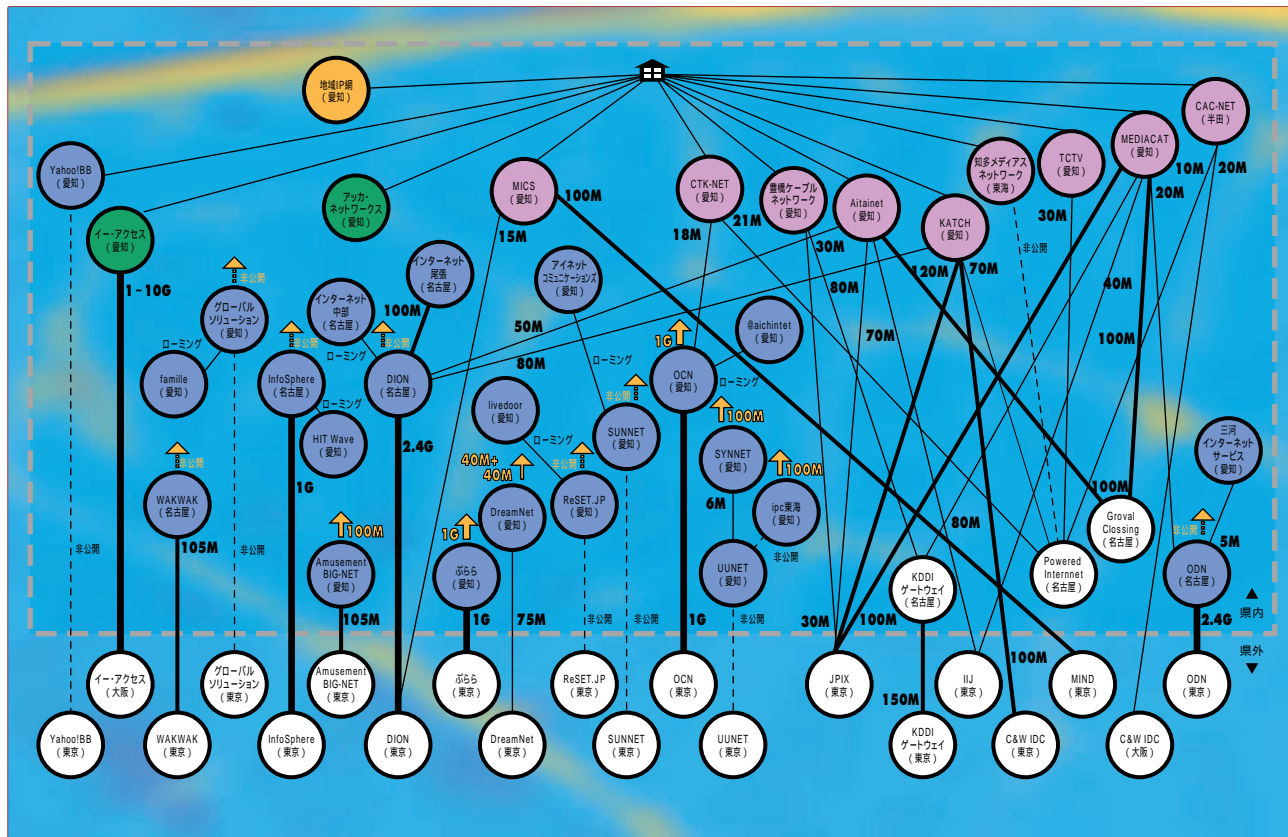 地域IP網
(愛知)
CAC-NET
(半田)
MEDIACAT
(愛知)
TCTV
(愛知)
知多メディアス
ネットワーク
(東海)
Yahoo!BB
(愛知)
アッカ・
ネットワークス
(愛知)
MICS
(愛知)
100M
CTK-NET
(愛知)
豊橋ケーブル
ネットワーク
(愛知)
Aitainet
(愛知)
KATCH
(愛知)
10M
20M
20M
イー・アクセス
(愛知)
15M
18M
21M
30M
30M
1~10G
非公開
グローバル
ソリューション
(愛知)
インターネット
中部
(名古屋)
インターネット
尾張
(名古屋)
アイネット
コミュニケーションズ
(愛知)
80M
120M
70M
非公開
40M
100M
ローミング
famille
(愛知)
非公開
InfoSphere
(名古屋)
ローミング
HIT Wave
(愛知)
ローミング
100M
非公開
DION
(名古屋)
50M
80M
livedoor
(愛知)
ローミング
非公開
SUNNET
(愛知)
1G
OCN
(愛知)
@aichintet
(愛知)
ローミング
70M
非公開
WAKWAK
(名古屋)
105M
非公開
1G
2.4G
40M+
40M
DreamNet
(愛知)
非公開
ReSET.JP
(愛知)
100M
SYNNET
(愛知)
6M
100M
ipc東海
(愛知)
非公開
UUNET
(愛知)
三河
インターネット
サービス
(愛知)
100M
Groval
Clossing
(名古屋)
80M
Powered
Internnet
(名古屋)
非公開
5M
ODN
(名古屋)
非公開
100M
Amusement
BIG-NET
(愛知)
105M
1G
ぷらら
(愛知)
1G
75M
非公開
非公開
1G
非公開
30M
100M
KDDI
ゲートウェイ
(名古屋)
100M
2.4G
▲
県内
県外
▼
イー・アクセス
(大阪)
グローバル
ソリューション
(東京)
Amusement
BIG-NET
(東京)
ぷらら
(東京)
ReSET.JP
(東京)
OCN
(東京)
JPIX
(東京)
150M
IIJ
(東京)
MIND
(東京)
ODN
(東京)
Yahoo!BB
(東京)
WAKWAK
(東京)
InfoSphere
(東京)
DION
(東京)
DreamNet
(東京)
SUNNET
(東京)
UUNET
(東京)
KDDI
ゲートウェイ
(東京)
C&W IDC
(東京)
C&W IDC
(大阪)